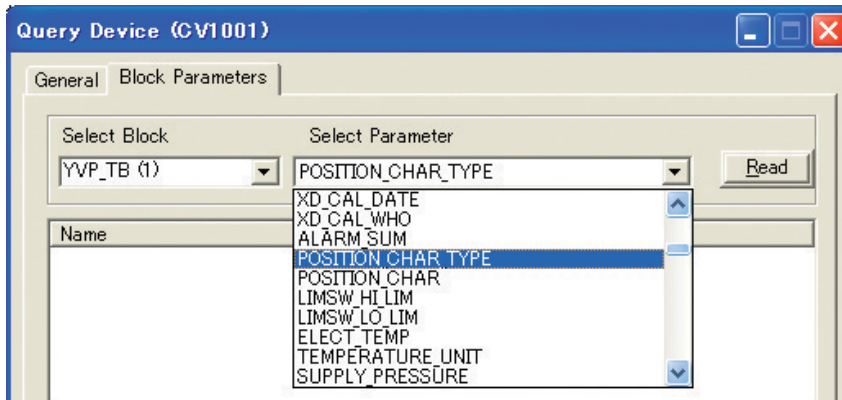 Query Device (CV1001)
General Block Parameters
Select Block Select Parameter
YVP_TB (1) POSITION_CHAR_TYPE Read
XD_CAL_DATE
XD_CAL_WHO
Name ALARM_SUM
POSITION_CHAR_TYPE
POSITION_CHAR
LIMSW_HI_LIM
LIMSW_LO_LIM
ELECT_TEMP
TEMPERATURE_UNIT
SUPPLY_PRESSURE